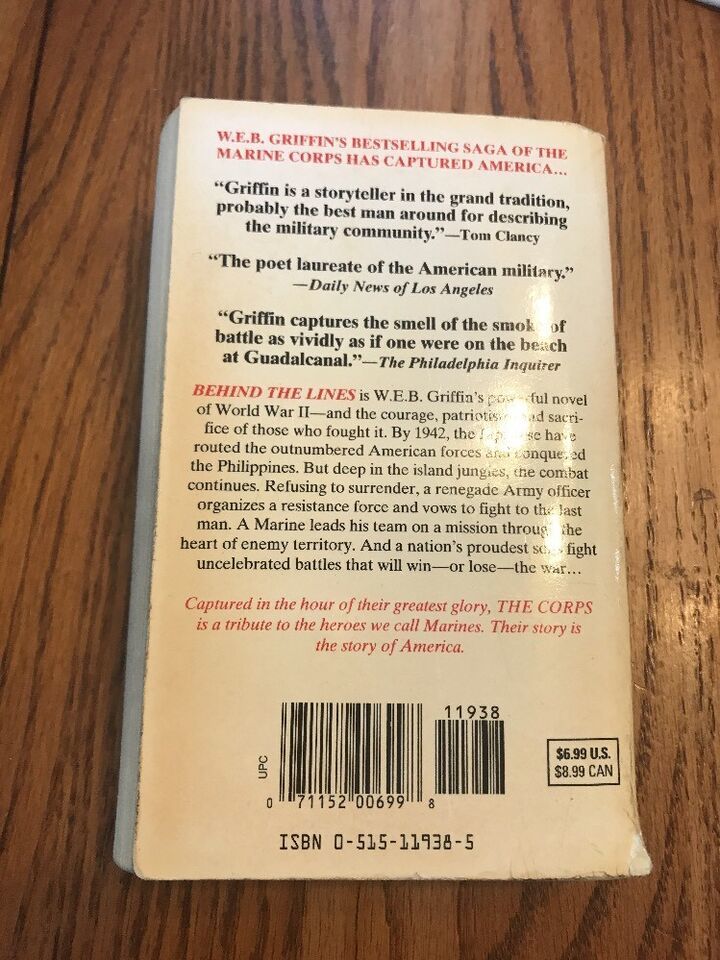 W.E.B. GRIFFIN'S BESTSELLING SAGA OF THE
MARINE CORPS HAS CAPTURED AMERICA...
“Griffin is a storyteller in the grand tradition,
probably the best man around for describing
the military community.”—Tom Clancy
“The poet laureate of the American military.”
—Daily News of Los Angeles
“Griffin captures the smell of the smoke of
battle as vividly as if one were on the beach
at Guadalcanal.”—The Philadelphia Inquirer
BEHIND THE LINES is W.E.B. Griffin's powerful novel
of World War II—and the courage, patriotism and sacri-
fice of those who fought it. By 1942, the Japanese have
routed the outnumbered American forces and conquered
the Philippines. But deep in the island jungles, the combat
continues. Refusing to surrender, a renegade Army officer
organizes a resistance force and vows to fight to the last
man. A Marine leads his team on a mission through the
heart of enemy territory. And a nation's proudest fight
uncelebrated battles that will win—or lose—the war...
Captured in the hour of their greatest glory, THE CORPS
is a tribute to the heroes we call Marines. Their story is
the story of America.
11938
UPC
0 71152 00699 8
$6.99 U.S.
$8.99 CAN
ISBN 0-515-11938-5